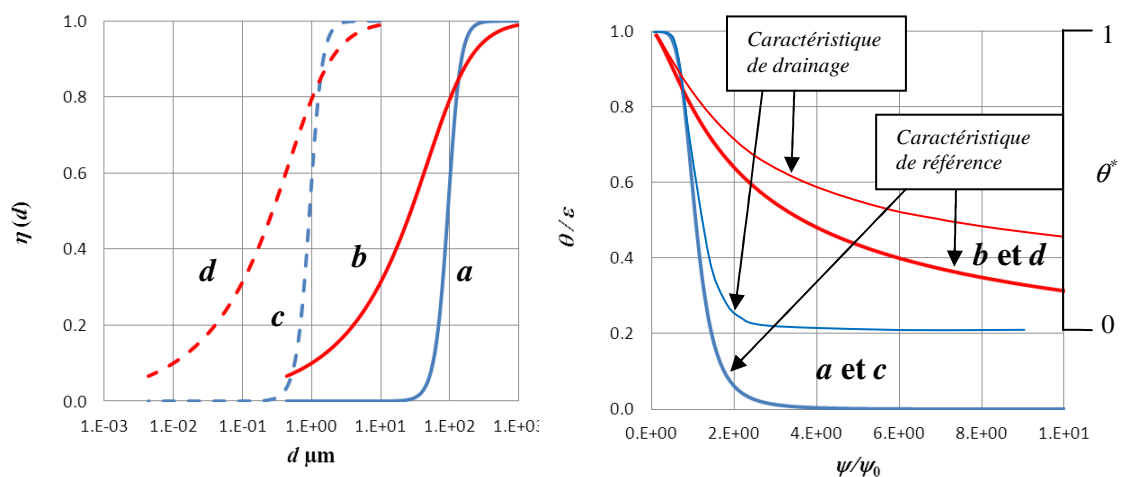 1.0
0.8
0.6
0.4
0.2
0.0
η (d)
d
c
b
a
1.E-03 1.E-02 1.E-01 1.E+00 1.E+01 1.E+02 1.E+03
d µm
1.0
0.8
0.6
0.4
0.2
0.0
θ / ε
Caractéristique
de drainage
Caractéristique
de référence
b et d
a et c
1
θ*
0
0.E+00 2.E+00 4.E+00 6.E+00 8.E+00 1.E+01
ψ/ψ0